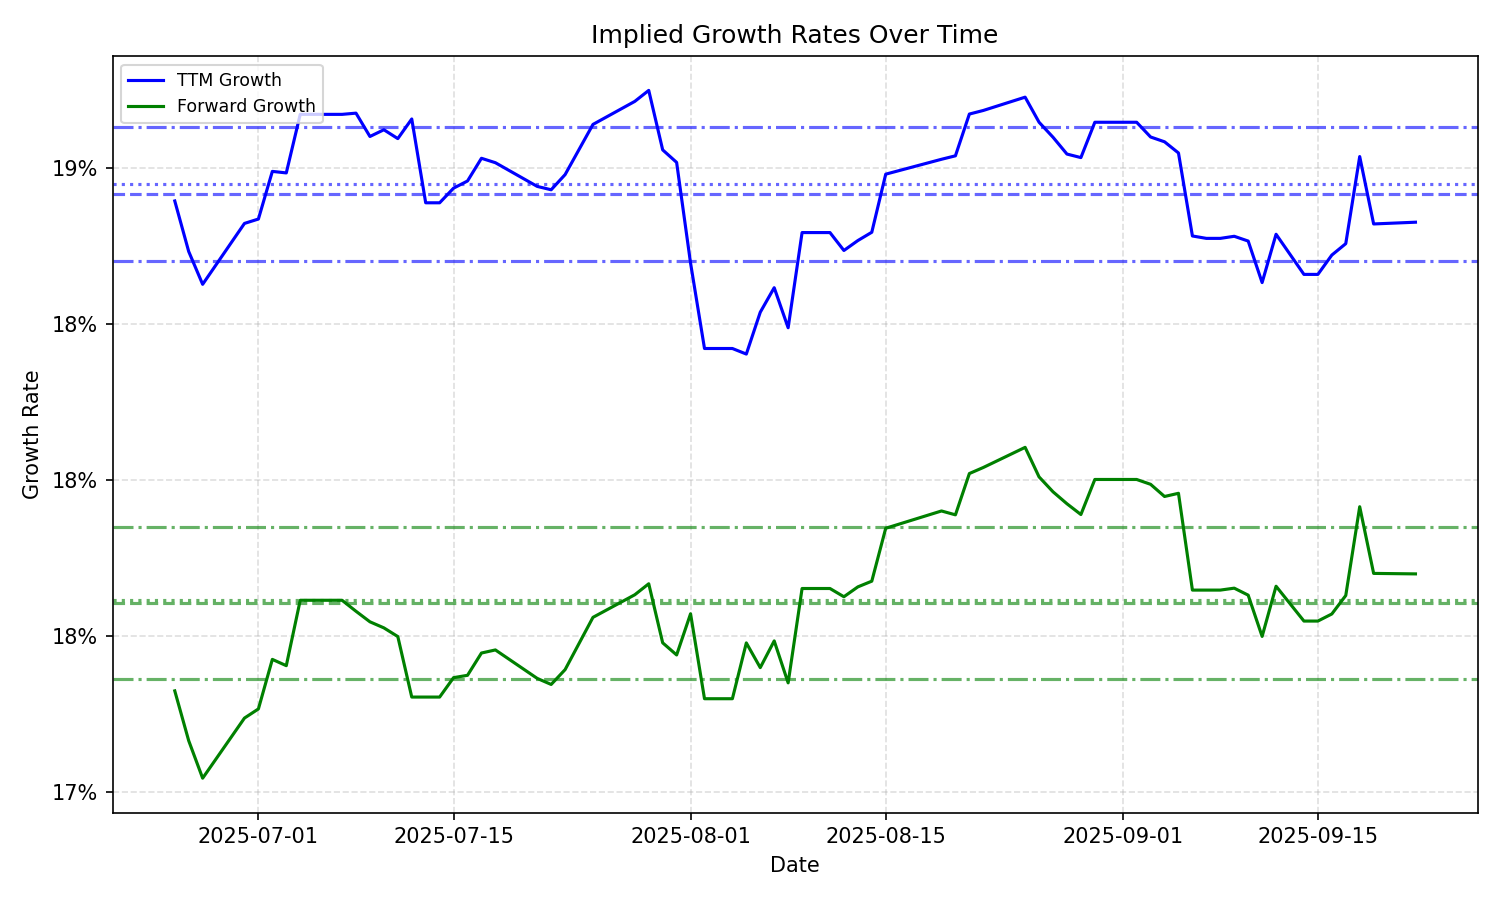 Implied Growth Rates Over Time
TTM Growth
Forward Growth
19%
18%
18%
18%
17%
Growth Rate
2025-07-01
2025-07-15
2025-08-01
2025-08-15
2025-09-01
2025-09-15
Date